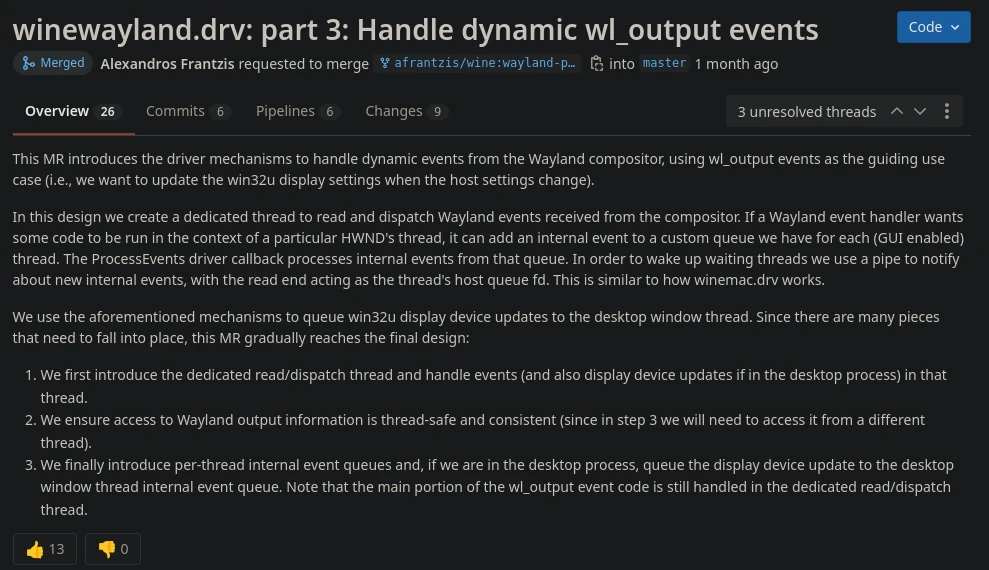 winewayland.drv: part 3: Handle dynamic wl_output events
Code
Merged Alexandros Frantzis requested to merge afrantzis/wine:wayland-p… into master 1 month ago
Overview 26 Commits 6 Pipelines 6 Changes 9 3 unresolved threads
This MR introduces the driver mechanisms to handle dynamic events from the Wayland compositor, using wl_output events as the guiding use
case (i.e., we want to update the win32u display settings when the host settings change).
In this design we create a dedicated thread to read and dispatch Wayland events received from the compositor. If a Wayland event handler wants
some code to be run in the context of a particular HWND's thread, it can add an internal event to a custom queue we have for each (GUI enabled)
thread. The ProcessEvents driver callback processes internal events from that queue. In order to wake up waiting threads we use a pipe to notify
about new internal events, with the read end acting as the thread's host queue fd. This is similar to how winemac.drv works.
We use the aforementioned mechanisms to queue win32u display device updates to the desktop window thread. Since there are many pieces
that need to fall into place, this MR gradually reaches the final design:
1. We first introduce the dedicated read/dispatch thread and handle events (and also display device updates if in the desktop process) in that
thread.
2. We ensure access to Wayland output information is thread-safe and consistent (since in step 3 we will need to access it from a different
thread).
3. We finally introduce per-thread internal event queues and, if we are in the desktop process, queue the display device update to the desktop
window thread internal event queue. Note that the main portion of the wl_output event code is still handled in the dedicated read/dispatch
thread.
👍 13 👎 0